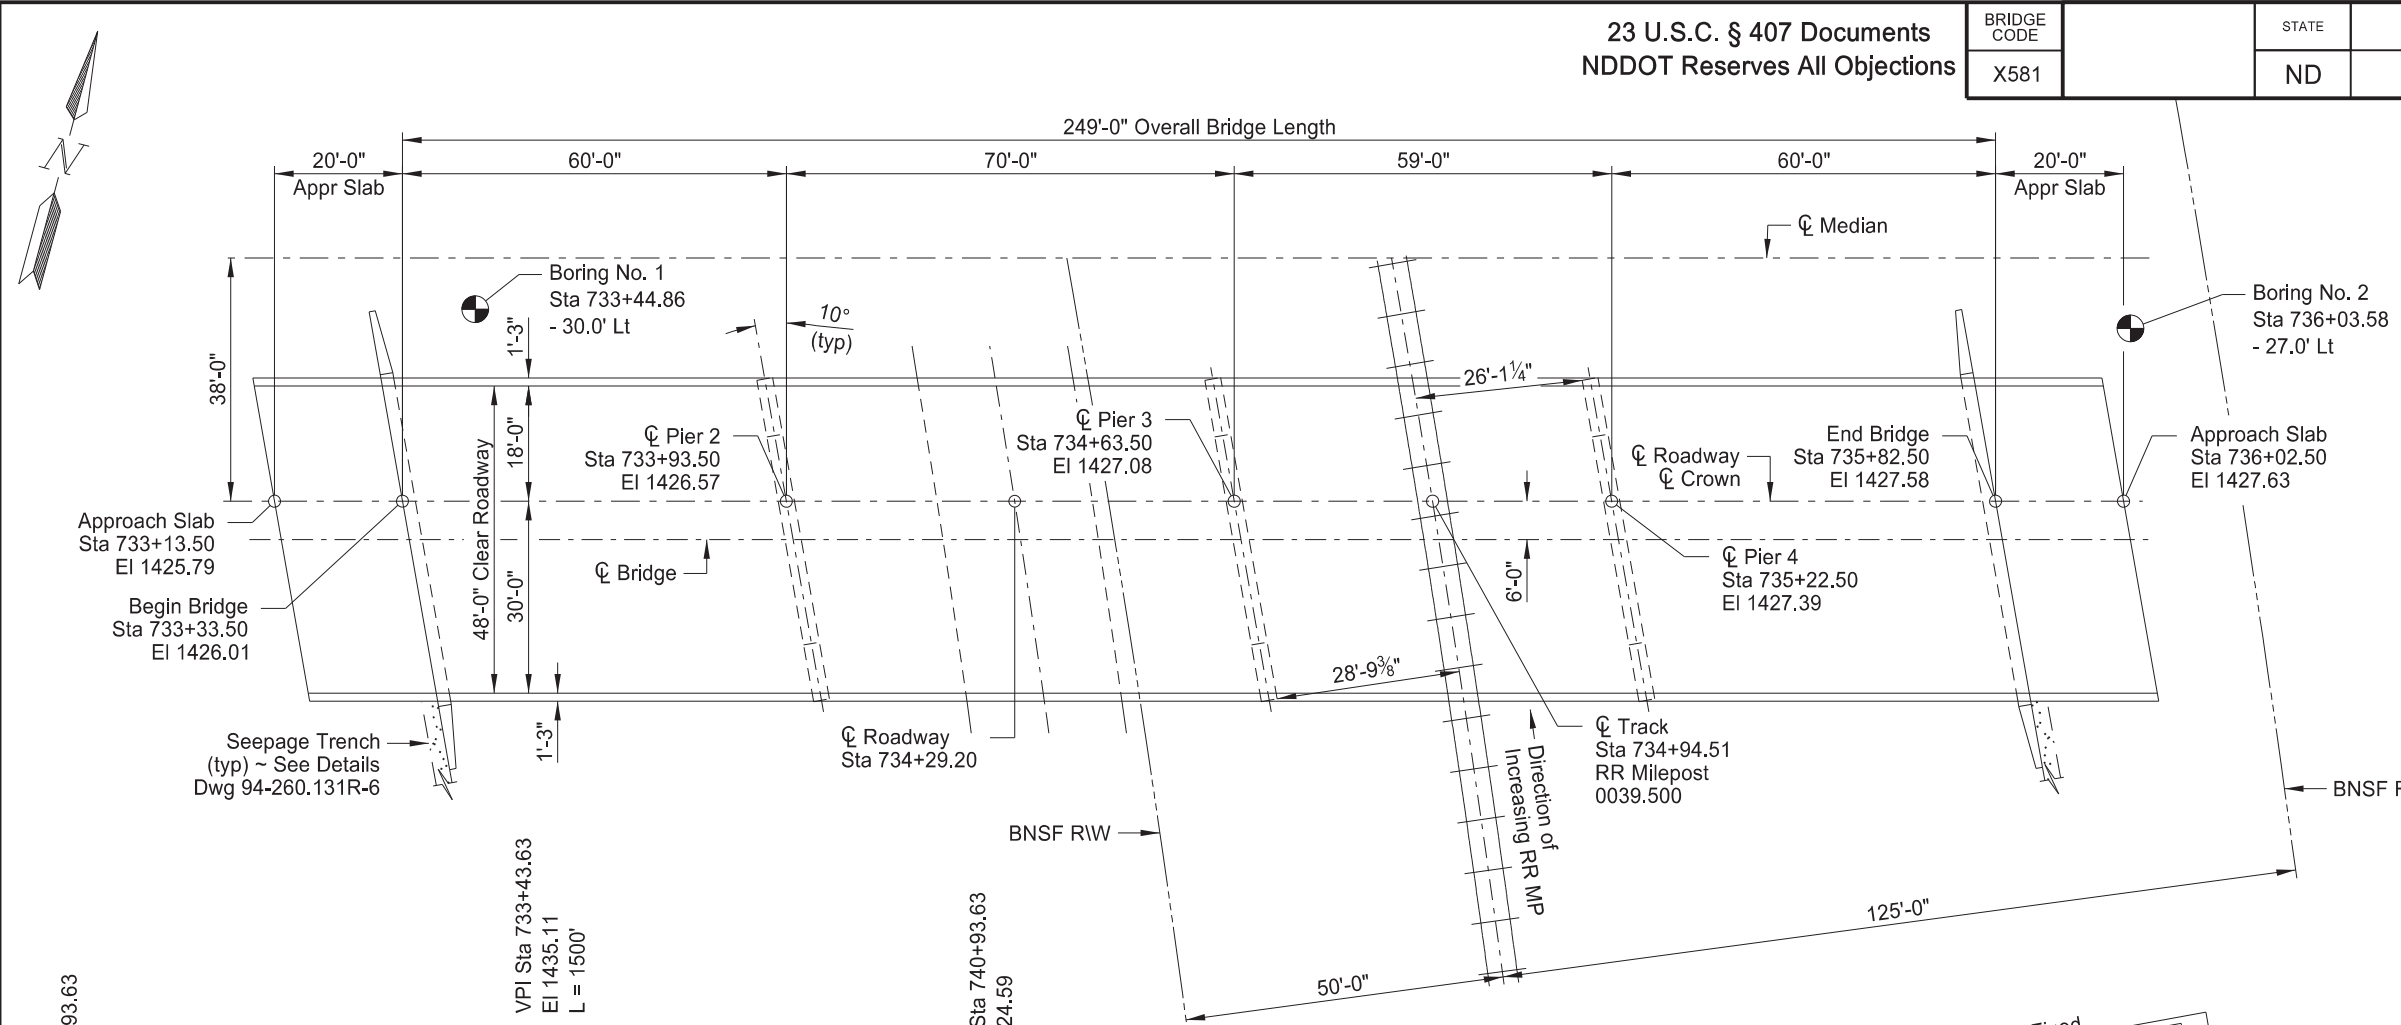 23 U.S.C. § 407 Documents
NDDOT Reserves All Objections
BRIDGE
CODE
X581
STATE
ND
N
249'-0" Overall Bridge Length
20'-0"
Appr Slab
60'-0"
70'-0"
59'-0"
60'-0"
20'-0"
Appr Slab
℄ Median
Boring No. 1
Sta 733+44.86
- 30.0' Lt
Boring No. 2
Sta 736+03.58
- 27.0' Lt
10°
(typ)
1'-3"
38'-0"
26'-1¼"
18'-0"
48'-0" Clear Roadway
30'-0"
℄ Pier 2
Sta 733+93.50
El 1426.57
℄ Pier 3
Sta 734+63.50
El 1427.08
℄ Roadway
℄ Crown
End Bridge
Sta 735+82.50
El 1427.58
Approach Slab
Sta 736+02.50
El 1427.63
Approach Slab
Sta 733+13.50
El 1425.79
℄ Bridge
9'-0"
℄ Pier 4
Sta 735+22.50
El 1427.39
Begin Bridge
Sta 733+33.50
El 1426.01
28'-9⅜"
1'-3"
Seepage Trench
(typ) ~ See Details
Dwg 94-260.131R-6
℄ Roadway
Sta 734+29.20
℄ Track
Sta 734+94.51
RR Milepost
0039.500
Direction of
Increasing RR MP
BNSF R\W
BNSF
VPI Sta 733+43.63
El 1435.11
L = 1500'
Sta 740+93.63
24.59
93.63
125'-0"
50'-0"